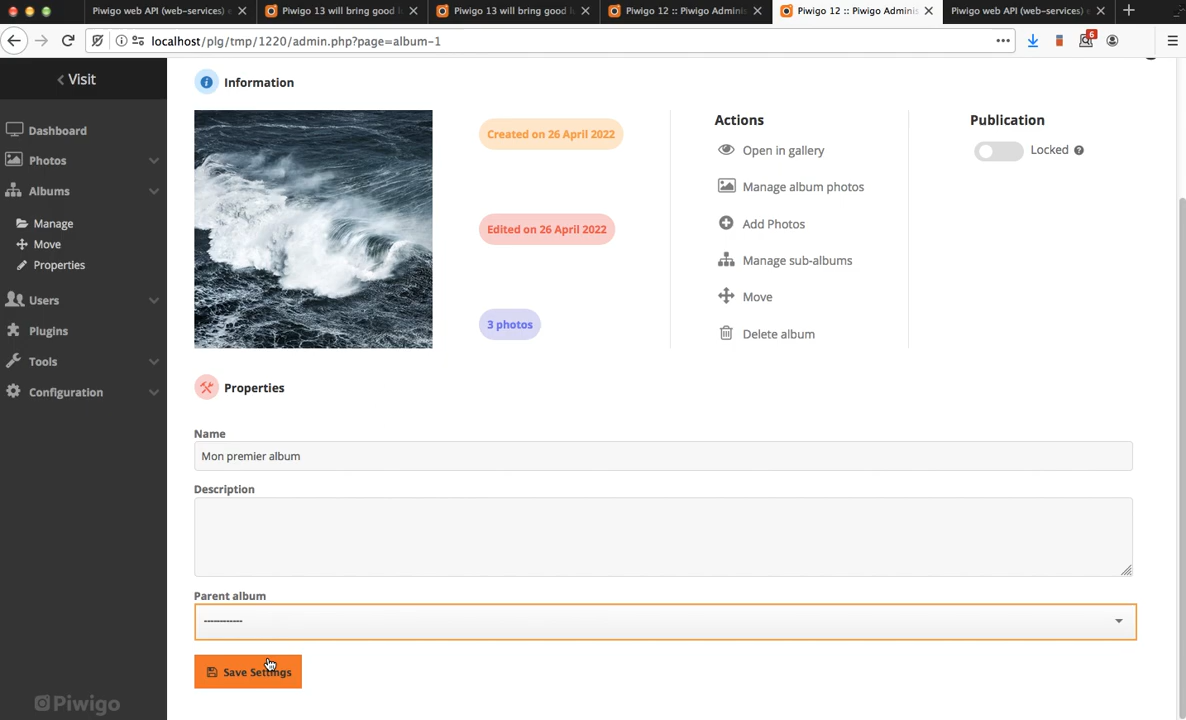 Piwigo web API (web-services) e
Piwigo 13 will bring good i
Piwigo 13 will bring good h
Piwigo 12 :: Piwigo Adminis
Piwigo 12 :: Piwigo Adminis
Piwigo web API (web-services) e
localhost/plg/tmp/1220/admin.php?page=album-1
6
Visit
Dashboard
Photos
Albums
Manage
Move
Properties
Users
Plugins
Tools
Configuration
Piwigo
Information
Created on 26 April 2022
Edited on 26 April 2022
3 photos
Actions
Open in gallery
Manage album photos
Add Photos
Manage sub-albums
Move
Delete album
Publication
Locked
Properties
Name
Mon premier album
Description
Parent album
------------
Save Settings